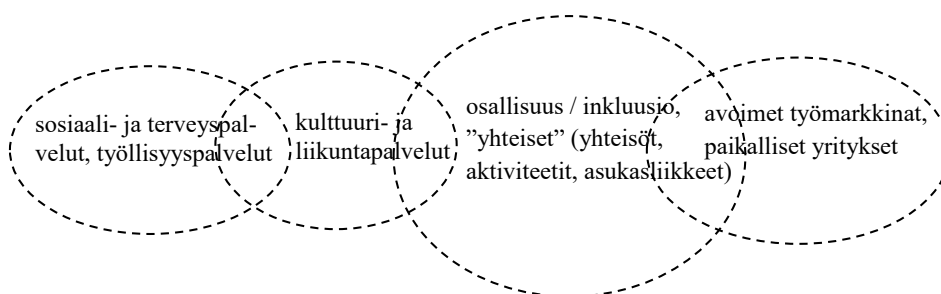 sosiaali- ja terveyspal-
velut, työllisyyspalvelut
kulttuuri- ja
liikuntapalvelut
osallisuus / inkluusio,
”yhteiset” (yhteisöt,
aktiviteetit, asukasliikkeet)
avoimet työmarkkinat,
paikalliset yritykset